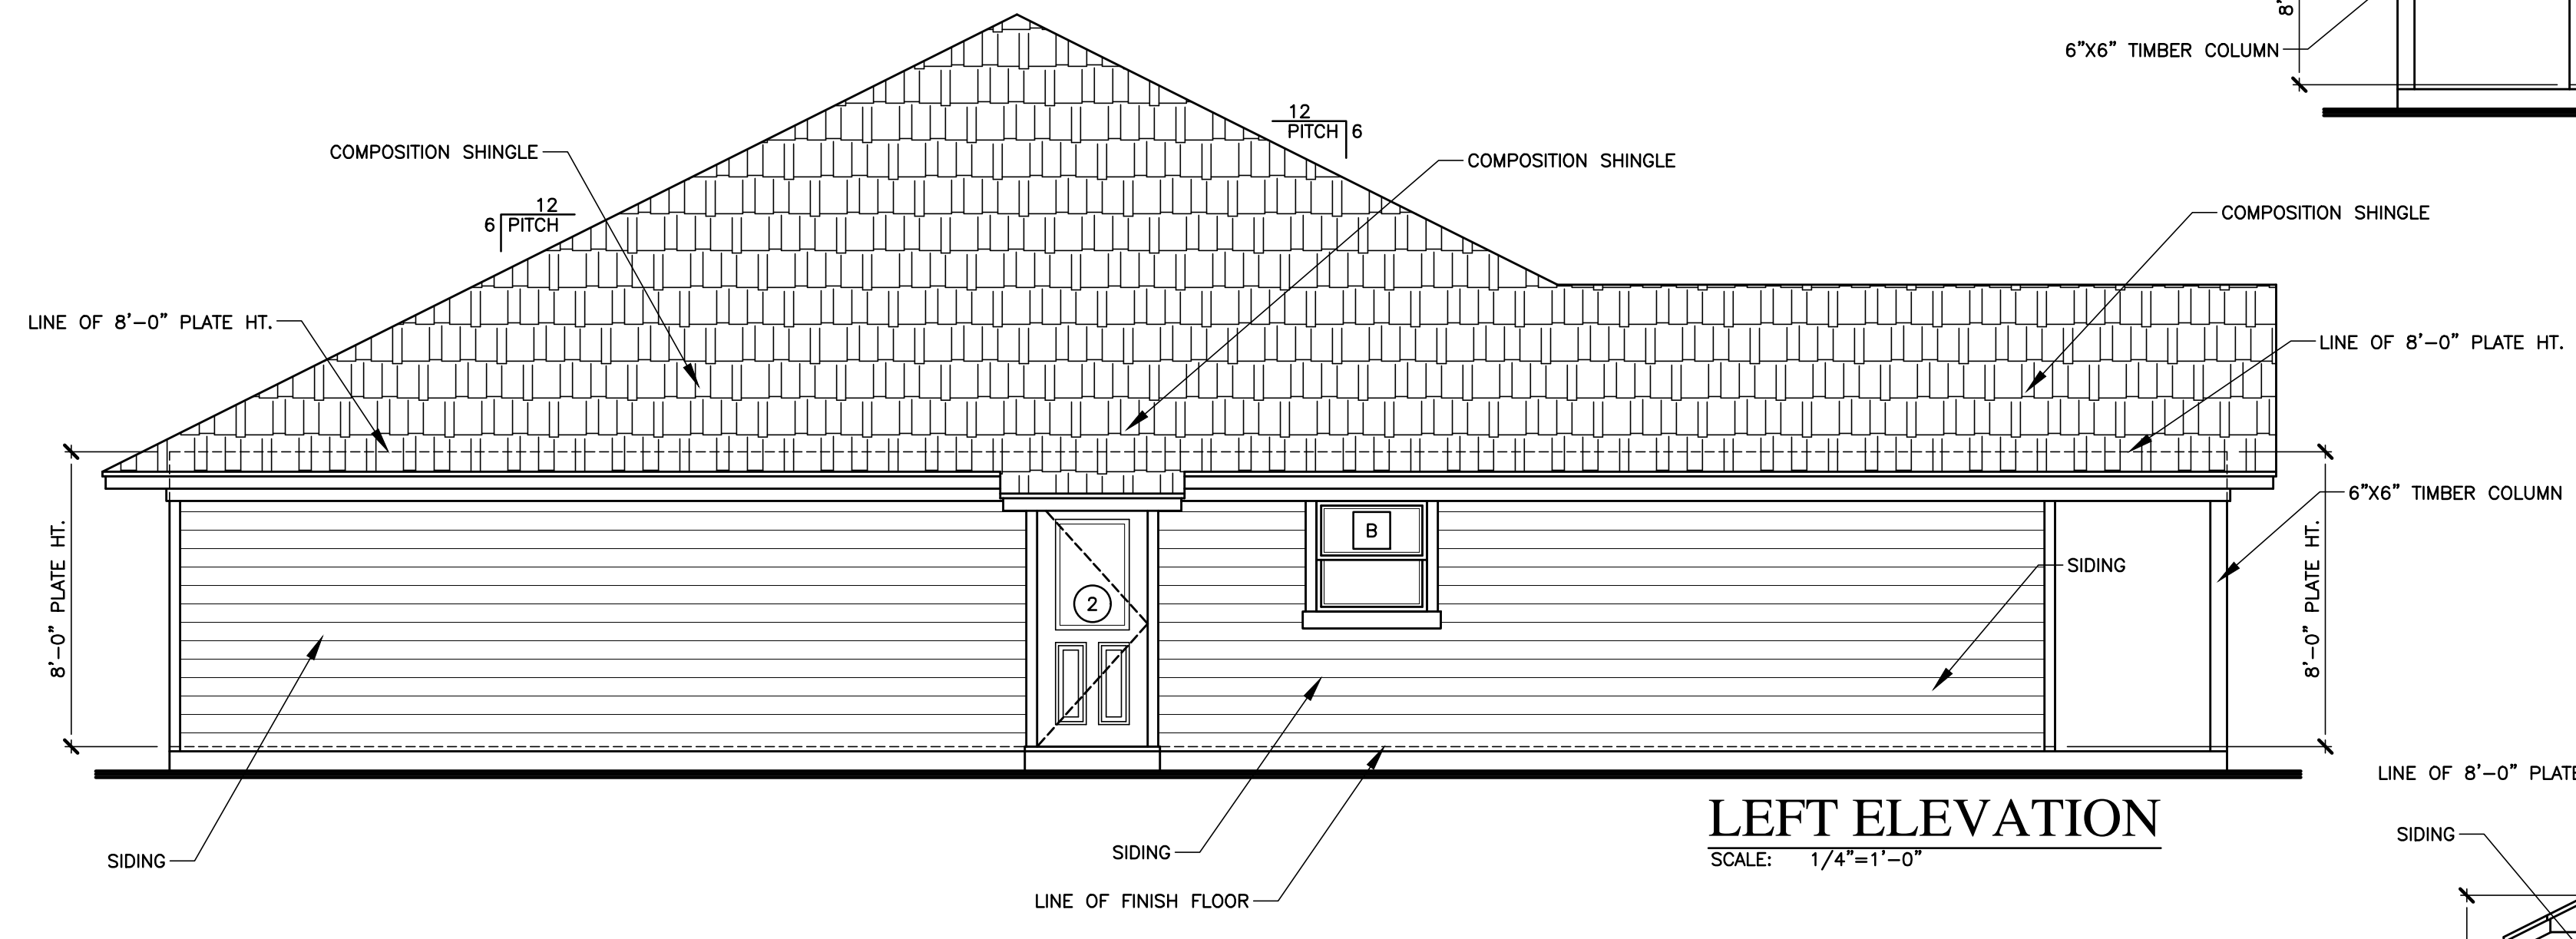 8'
6"X6" TIMBER COLUMN
12
PITCH 6
COMPOSITION SHINGLE
COMPOSITION SHINGLE
12
6 PITCH
COMPOSITION SHINGLE
LINE OF 8'-0" PLATE HT.
LINE OF 8'-0" PLATE HT.
6"X6" TIMBER COLUMN
B
8'-0" PLATE HT.
8'-0" PLATE HT.
SIDING
2
LINE OF 8'-0" PLATE
LEFT ELEVATION
SCALE: 1/4"=1'-0"
SIDING
SIDING
SIDING
LINE OF FINISH FLOOR